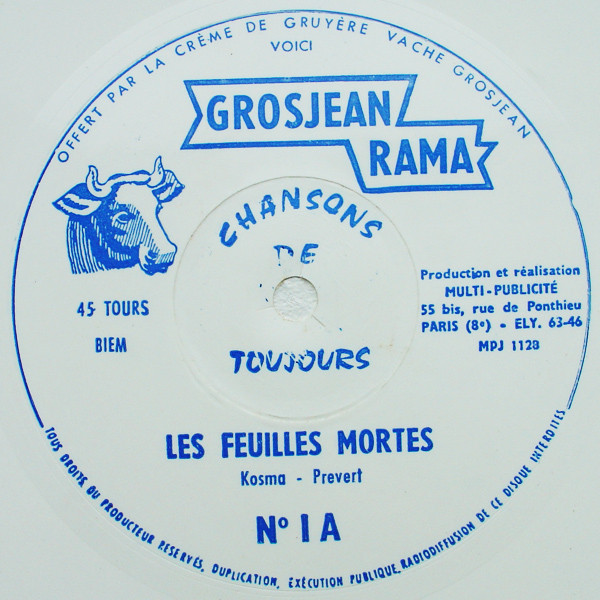 OFFERT PAR LA CRÈME DE GRUYÈRE VACHE GROSJEAN
VOICI
GROSJEAN
RAMA
CHANSONS
DE
TOUJOURS
45 TOURS
BIEM
Production et réalisation
MULTI-PUBLICITÉ
55 bis, rue de Ponthieu
PARIS (8e) - ELY. 63-46
MPJ 1128
LES FEUILLES MORTES
Kosma - Prevert
No 1 A
TOUS DROITS DU PRODUCTEUR RESERVÉS, DUPLICATION, EXÉCUTION PUBLIQUE, RADIODIFFUSION DE CE DISQUE INTERDITES